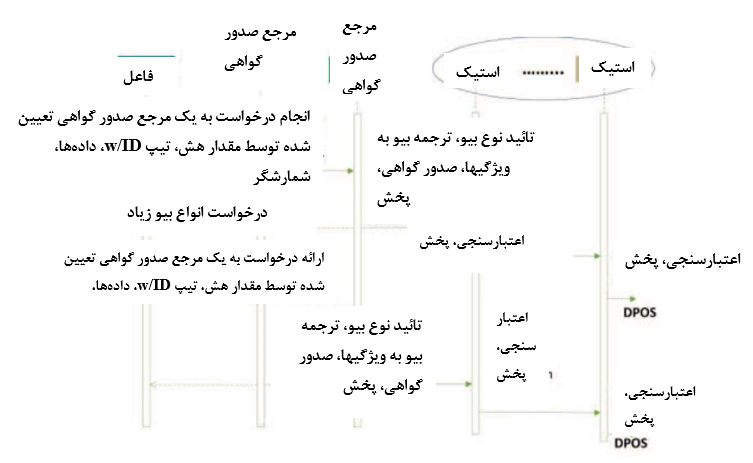 مرجع صدور
گواهی
مرجع
صدور
گواهی
فاعل
استیک
.........
استیک
انجام درخواست به یک مرجع صدور گواهی تعیین
شده توسط مقدار هش، تیپ w/ID، داده‌ها،
شمارشگر
تائید نوع بیو، ترجمه بیو به
ویژگیها، صدور گواهی،
پخش
درخواست انواع بیو زیاد
اعتبارسنجی، پخش
اعتبارسنجی، پخش
ارائه درخواست به یک مرجع صدور گواهی تعیین
شده توسط مقدار هش، تیپ w/ID، داده‌ها،
DPOS
تائید نوع بیو، ترجمه
بیو به ویژگیها، صدور
گواهی، پخش
اعتبار
سنجی،
پخش
اعتبارسنجی،
پخش
DPOS